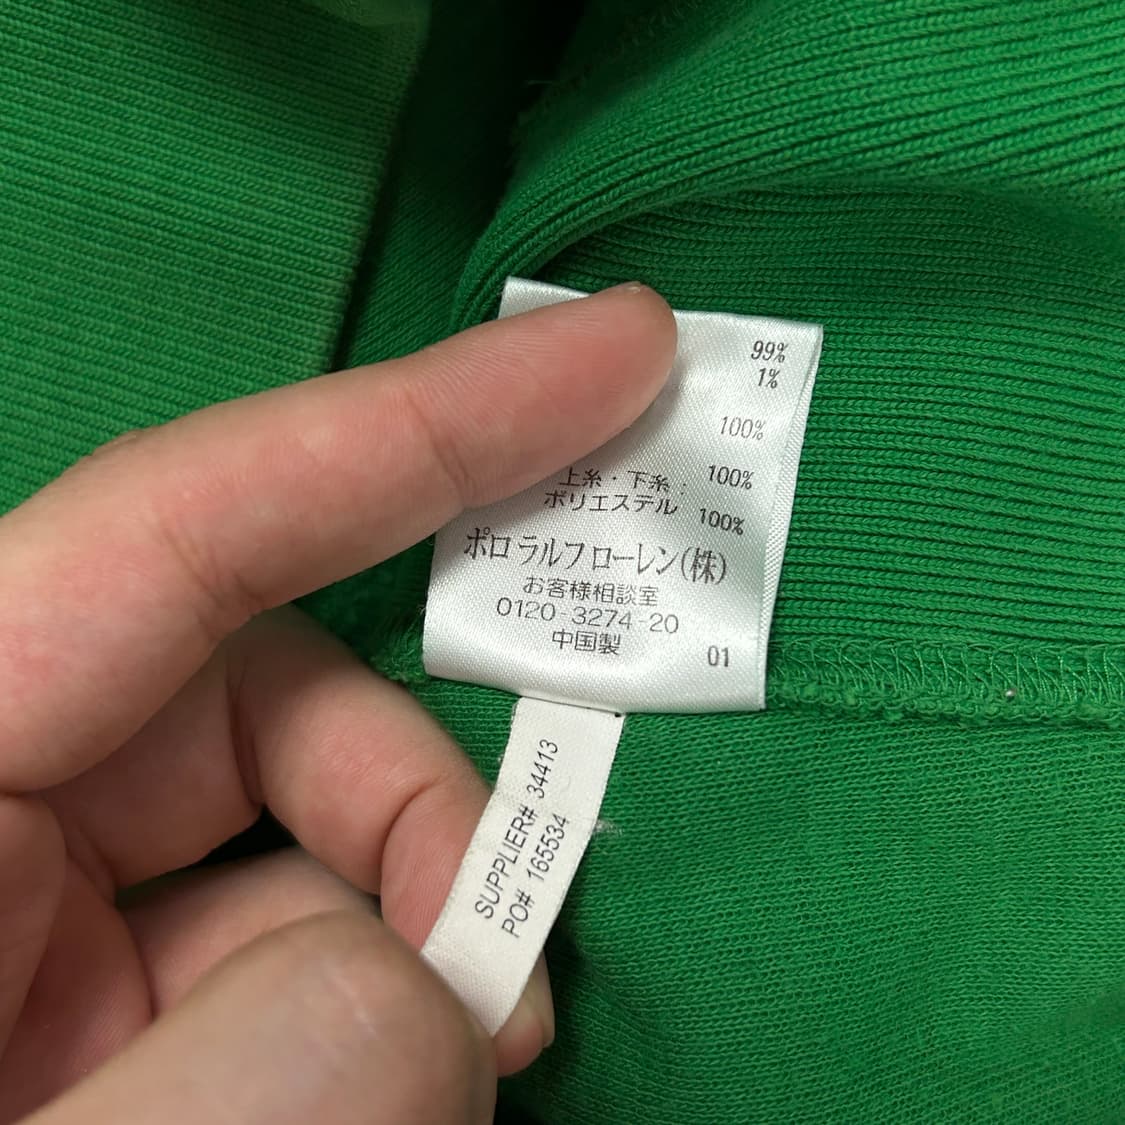 99%
1%
100%
上糸・下糸: 100%
ポリエステル 100%
ポロ ラルフ ローレン(株)
お客様相談室
0120-3274-20
中国製
01
SUPPLIER# 34413
PO# 165534